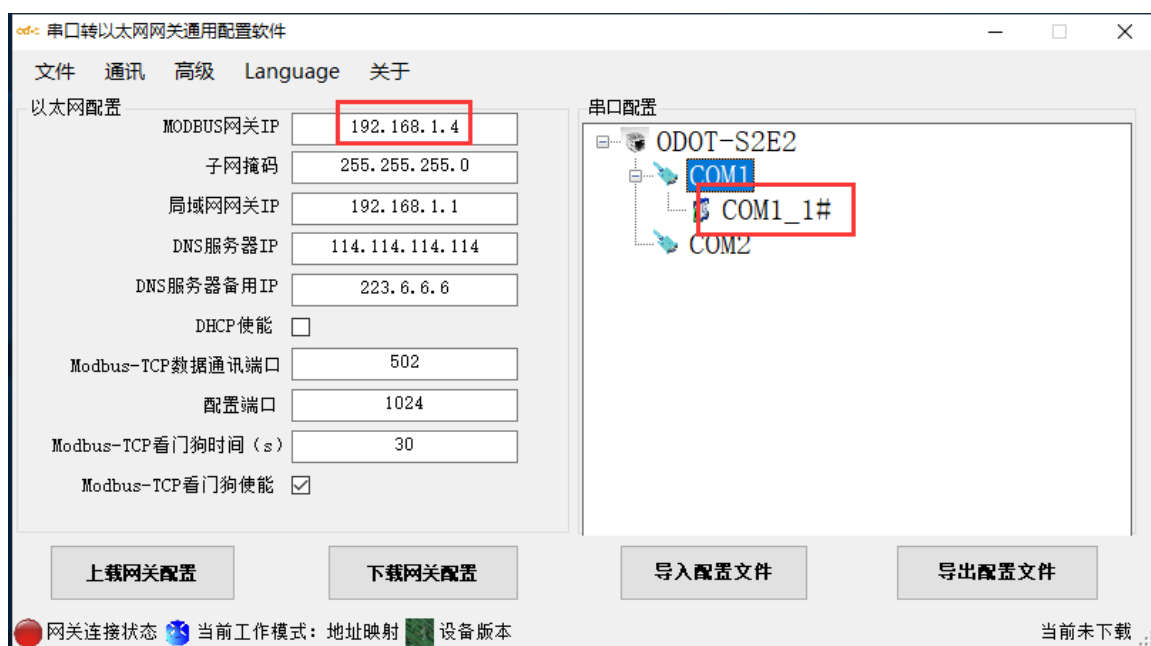 串口转以太网网关通用配置软件
文件 通讯 高级 Language 关于
以太网配置
MODBUS网关IP 192.168.1.4
子网掩码 255.255.255.0
局域网网关IP 192.168.1.1
DNS服务器IP 114.114.114.114
DNS服务器备用IP 223.6.6.6
DHCP使能
Modbus-TCP数据通讯端口 502
配置端口 1024
Modbus-TCP看门狗时间（s） 30
Modbus-TCP看门狗使能
串口配置
ODOT-S2E2
COM1
COM1_1#
COM2
上载网关配置 下载网关配置 导入配置文件 导出配置文件
网关连接状态 当前工作模式：地址映射 设备版本 当前未下载